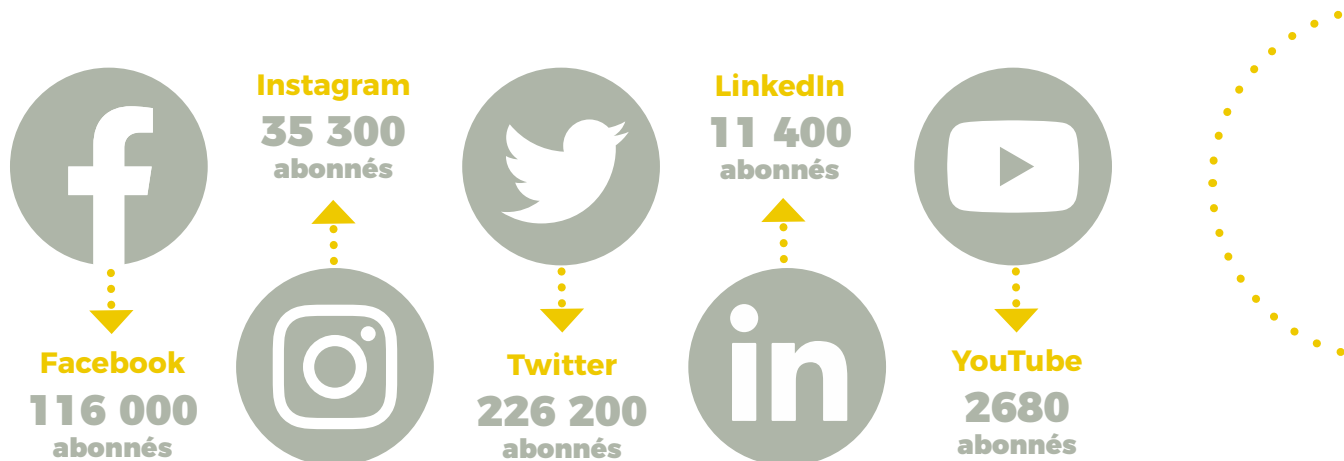 Facebook
116 000
abonnés
Instagram
35 300
abonnés
Twitter
226 200
abonnés
LinkedIn
11 400
abonnés
YouTube
2680
abonnés